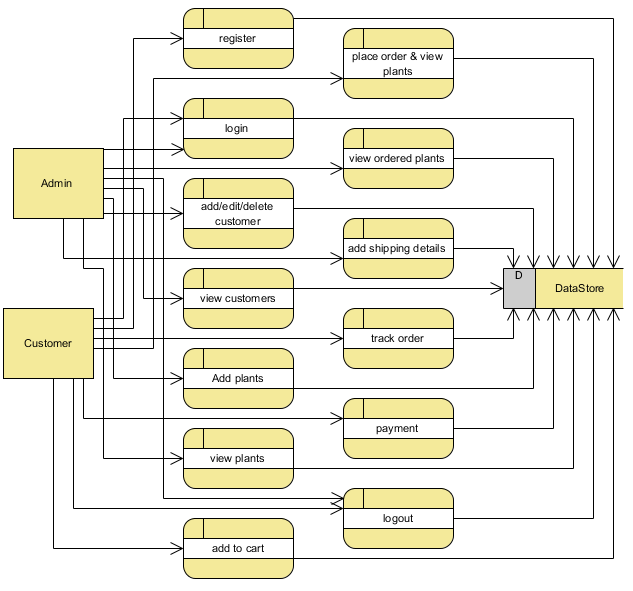 register
place order & view
plants
login
view ordered plants
Admin
add/edit/delete
customer
add shipping details
D
DataStore
view customers
Customer
track order
Add plants
payment
view plants
logout
add to cart